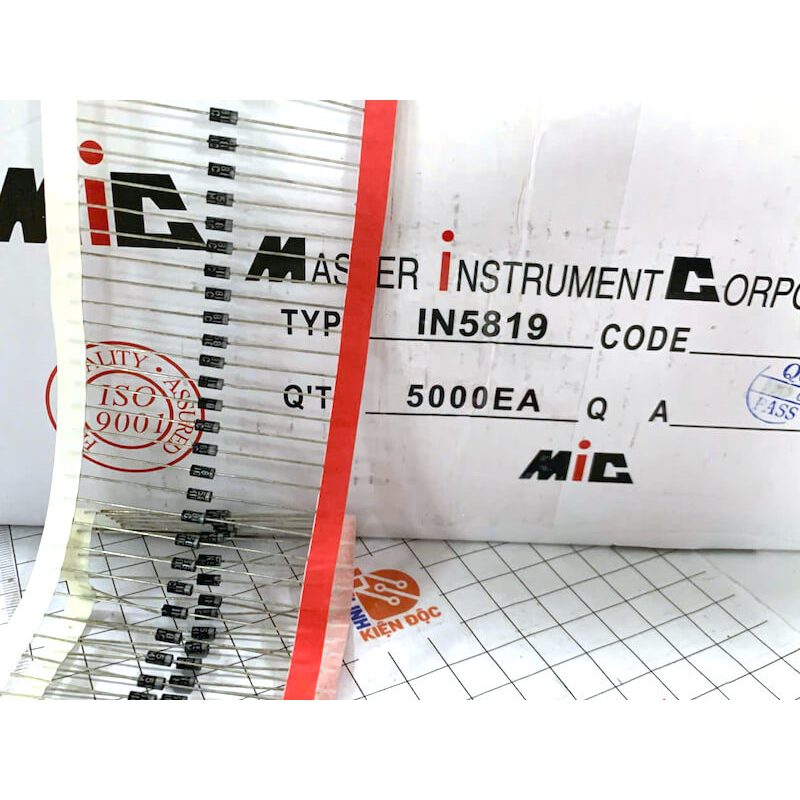 MiC
MASTER INSTRUMENT CORPO
TYP IN5819 CODE
QUALITY · ASSURED
ISO
9001
Q'T 5000EA Q A
PASS
MiC
KIỆN ĐỘC